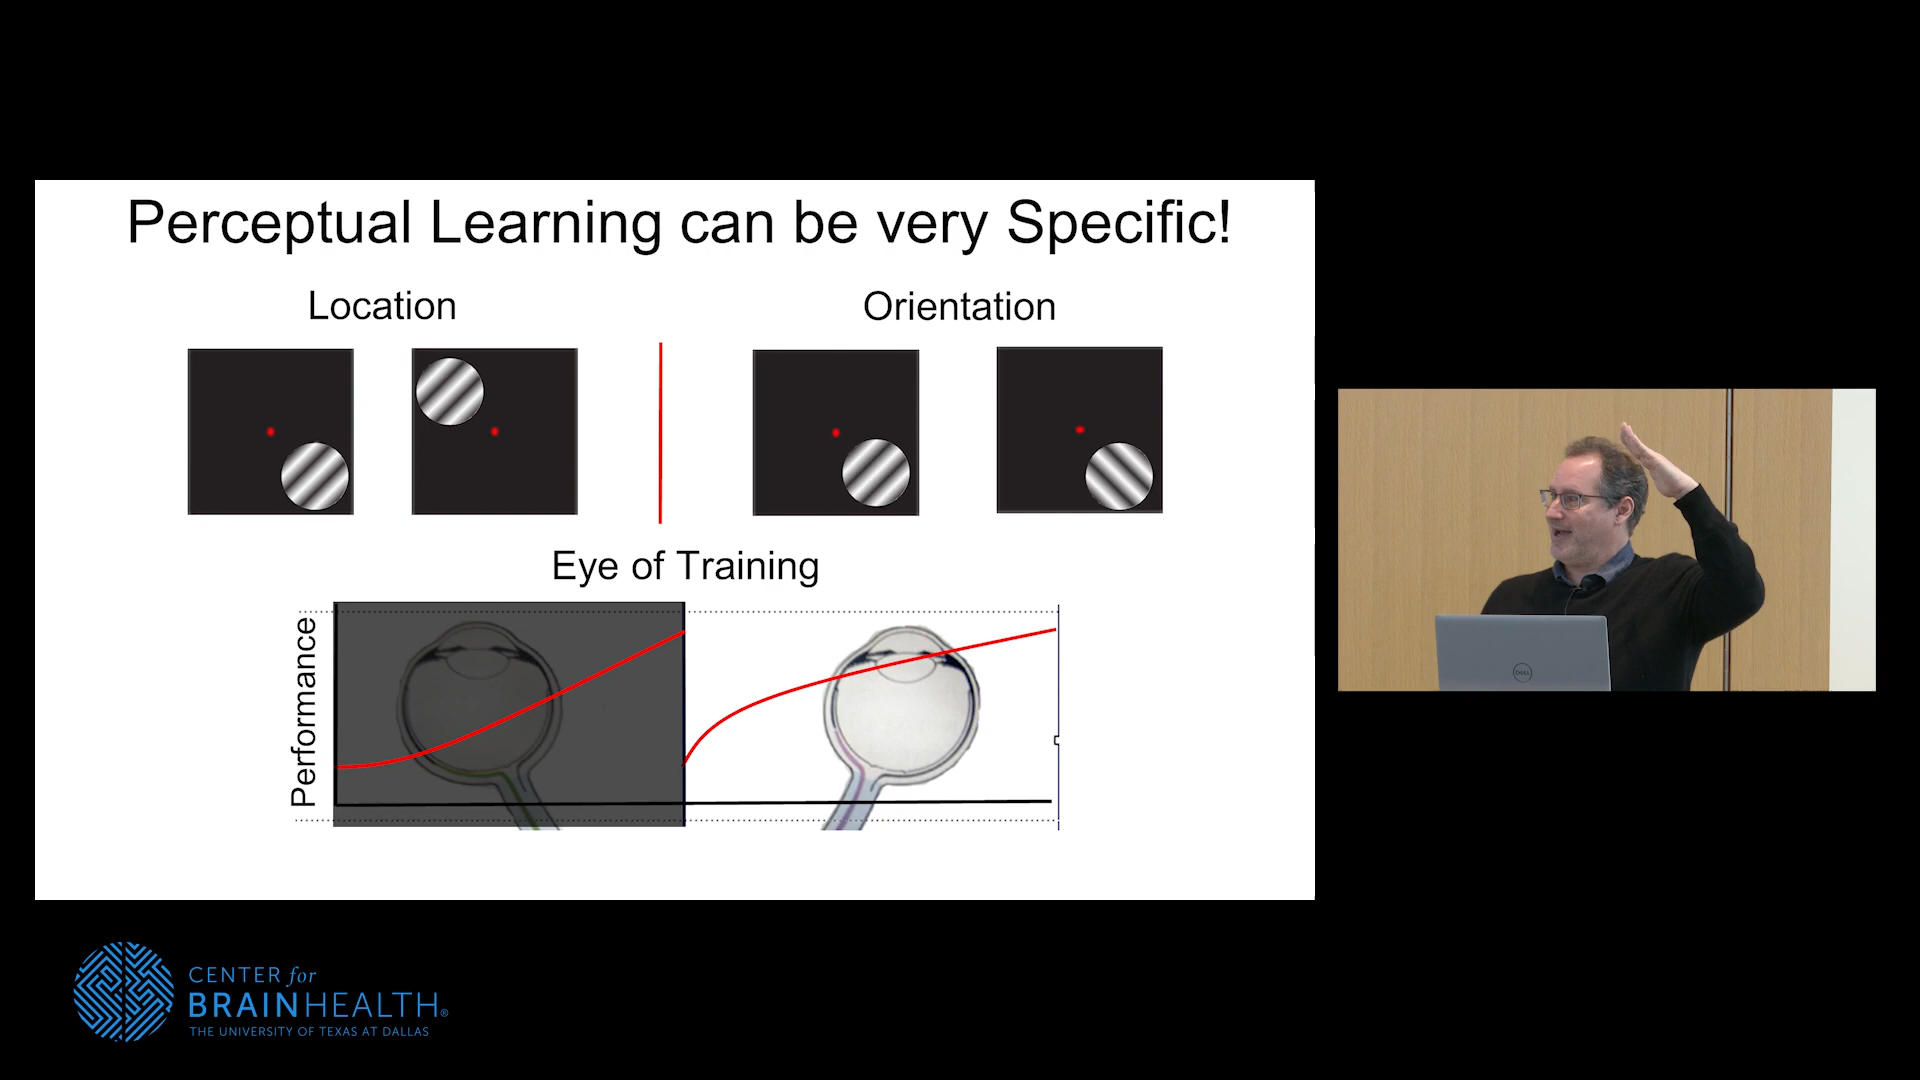 Perceptual Learning can be very Specific!
Location
Orientation
Eye of Training
Performance
DELL
CENTER for
BRAINHEALTH®
THE UNIVERSITY OF TEXAS AT DALLAS